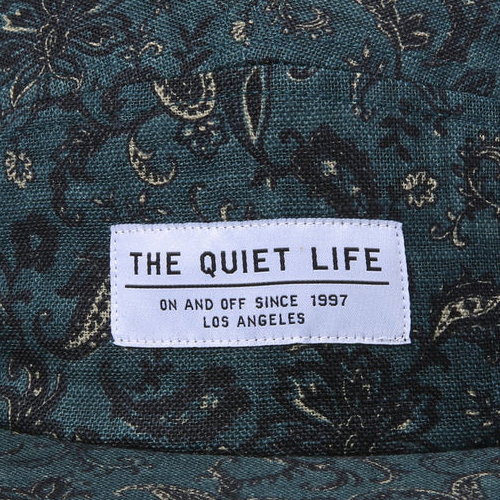 THE QUIET LIFE
ON AND OFF SINCE 1997
LOS ANGELES